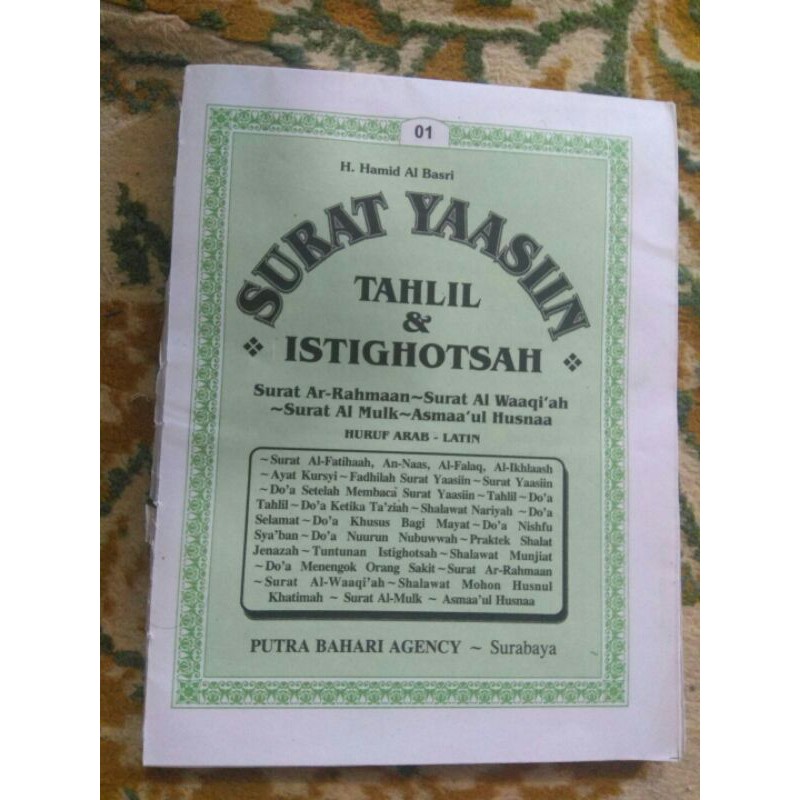 01
H. Hamid Al Basri
SURAT YAASIIN
TAHLIL
&
ISTIGHOTSAH
Surat Ar-Rahmaan~Surat Al Waaqi'ah
~Surat Al Mulk~Asmaa'ul Husnaa
HURUF ARAB - LATIN
~Surat Al-Fatihaah, An-Naas, Al-Falaq, Al-Ikhlaash
~Ayat Kursyi~Fadhilah Surat Yaasiin~Surat Yaasiin
~Do'a Setelah Membaca Surat Yaasiin~Tahlil~Do'a
Tahlil~Do'a Ketika Ta'ziah~Shalawat Nariyah~Do'a
Selamat~Do'a Khusus Bagi Mayat~Do'a Nishfu
Sya'ban~Do'a Nuurun Nubuwwah~Praktek Shalat
Jenazah~Tuntunan Istighotsah~Shalawat Munjiat
~Do'a Menengok Orang Sakit~Surat Ar-Rahmaan
~Surat Al-Waaqi'ah~Shalawat Mohon Husnul
Khatimah ~ Surat Al-Mulk ~ Asmaa'ul Husnaa
PUTRA BAHARI AGENCY ~ Surabaya